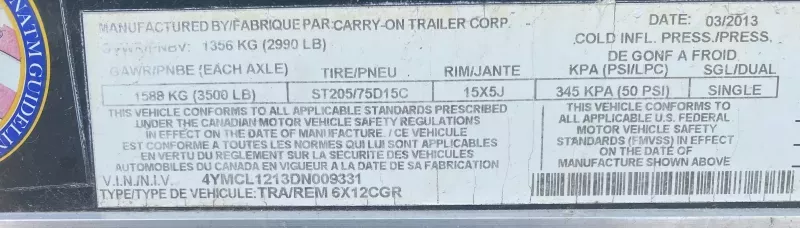 NATM GUIDELIN
MANUFACTURED BY/FABRIQUE PAR: CARRY-ON TRAILER CORP.
DATE: 03/2013
GVWR/PNBV: 1356 KG (2990 LB)
COLD INFL. PRESS./PRESS.
DE GONF A FROID
GAWR/PNBE (EACH AXLE) TIRE/PNEU RIM/JANTE KPA (PSI/LPC) SGL/DUAL
1588 KG (3500 LB) ST205/75D15C 15X5J 345 KPA (50 PSI) SINGLE
THIS VEHICLE CONFORMS TO ALL APPLICABLE STANDARDS PRESCRIBED
UNDER THE CANADIAN MOTOR VEHICLE SAFETY REGULATIONS
IN EFFECT ON THE DATE OF MANUFACTURE. / CE VEHICULE
EST CONFORME A TOUTES LES NORMES QUI LUI SONT APPLICABLES
EN VERTU DU REGLEMENT SUR LA SECURITE DES VEHICULES
AUTOMOBILES DU CANADA EN VIGUEUR A LA DATE DE SA FABRICATION
THIS VEHICLE CONFORMS TO
ALL APPLICABLE U.S. FEDERAL
MOTOR VEHICLE SAFETY
STANDARDS (FMVSS) IN EFFECT
ON THE DATE OF
MANUFACTURE SHOWN ABOVE
V.I.N./N.I.V. 4YMCL1213DN009331
TYPE/TYPE DE VEHICULE: TRA/REM 6X12CGR